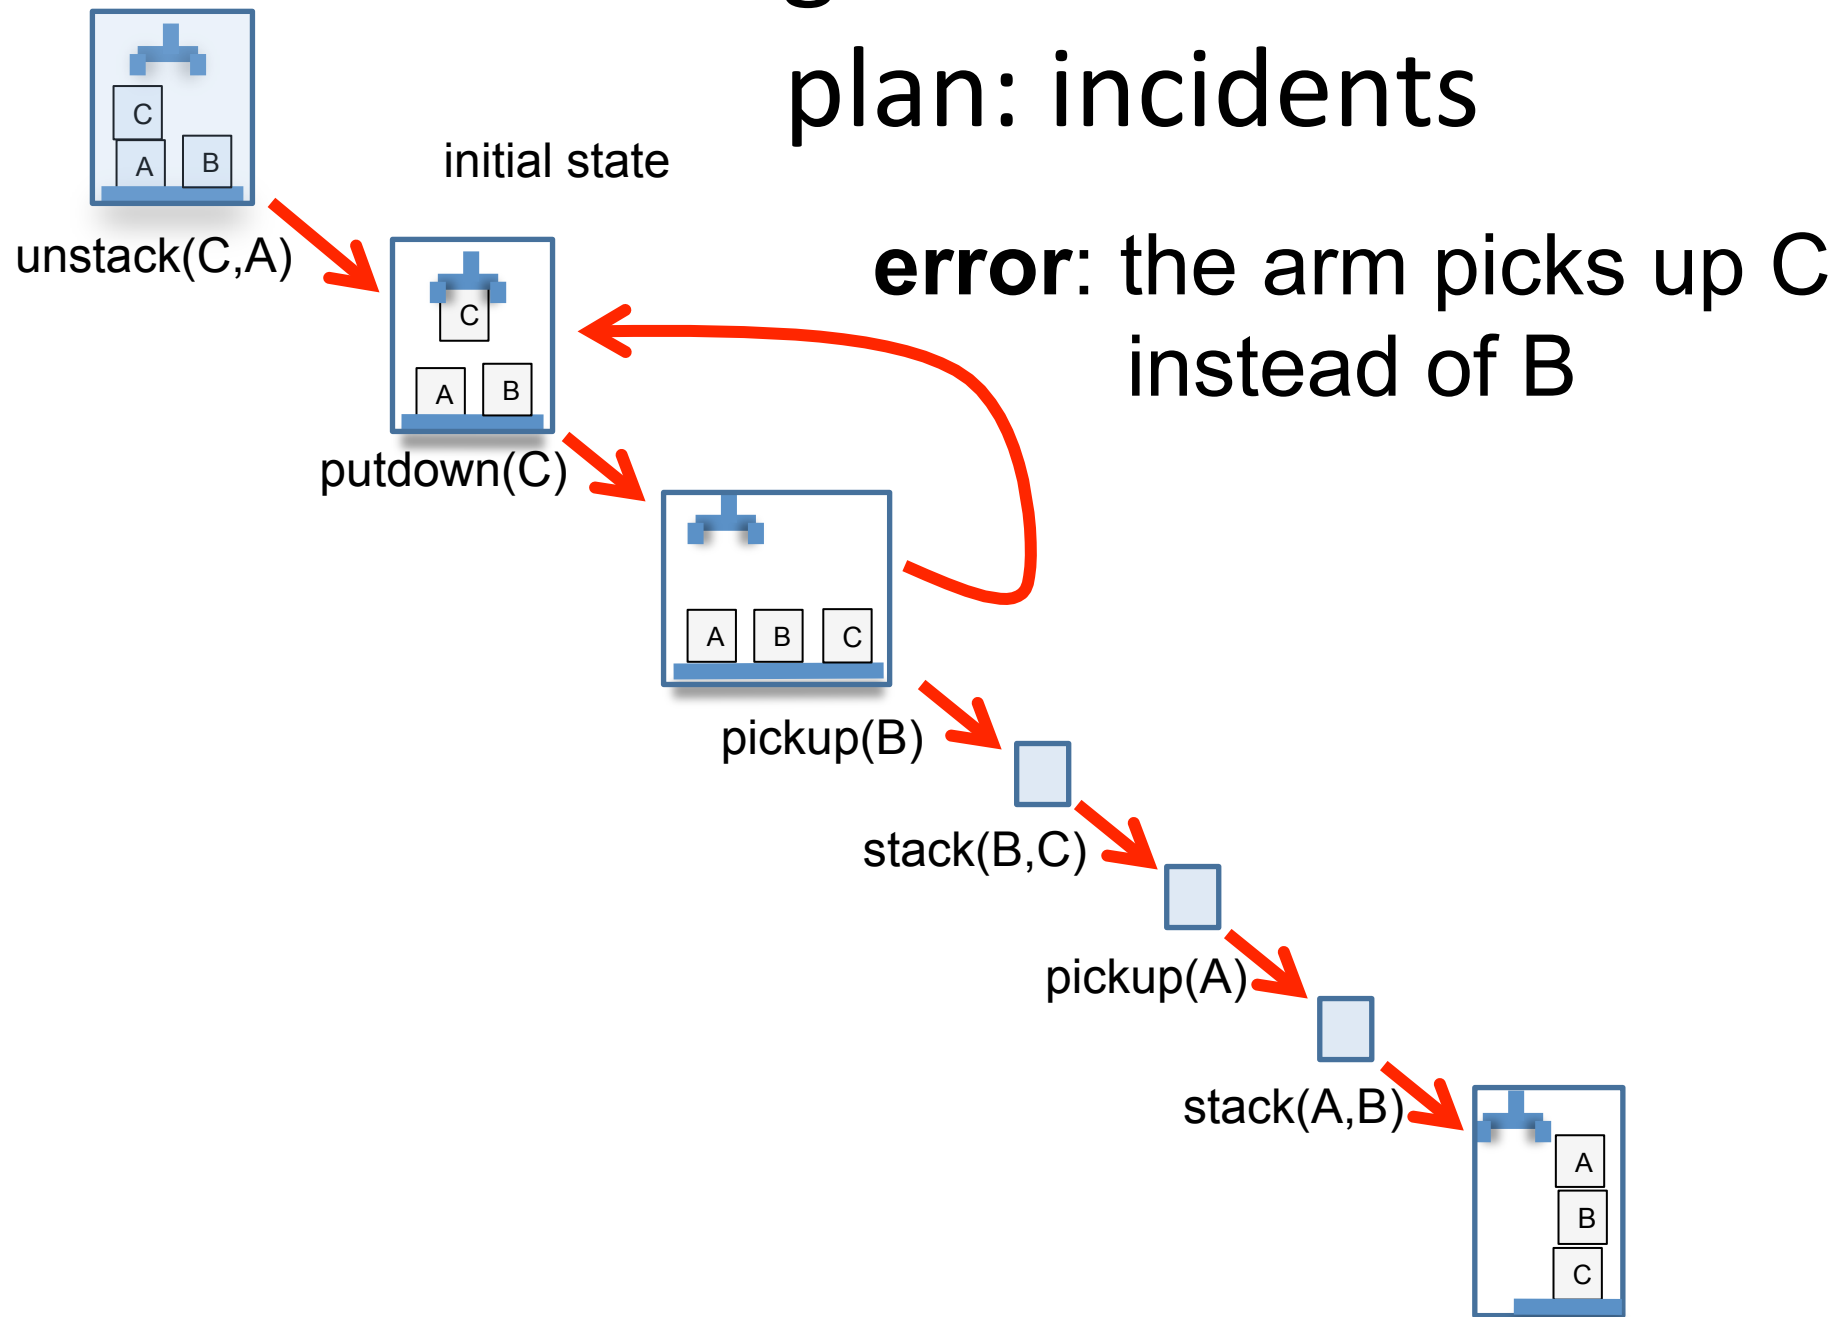 plan: incidents
C
A B
initial state
unstack(C,A)
error: the arm picks up C
instead of B
C
A B
putdown(C)
A B C
pickup(B)
stack(B,C)
pickup(A)
stack(A,B)
A
B
C